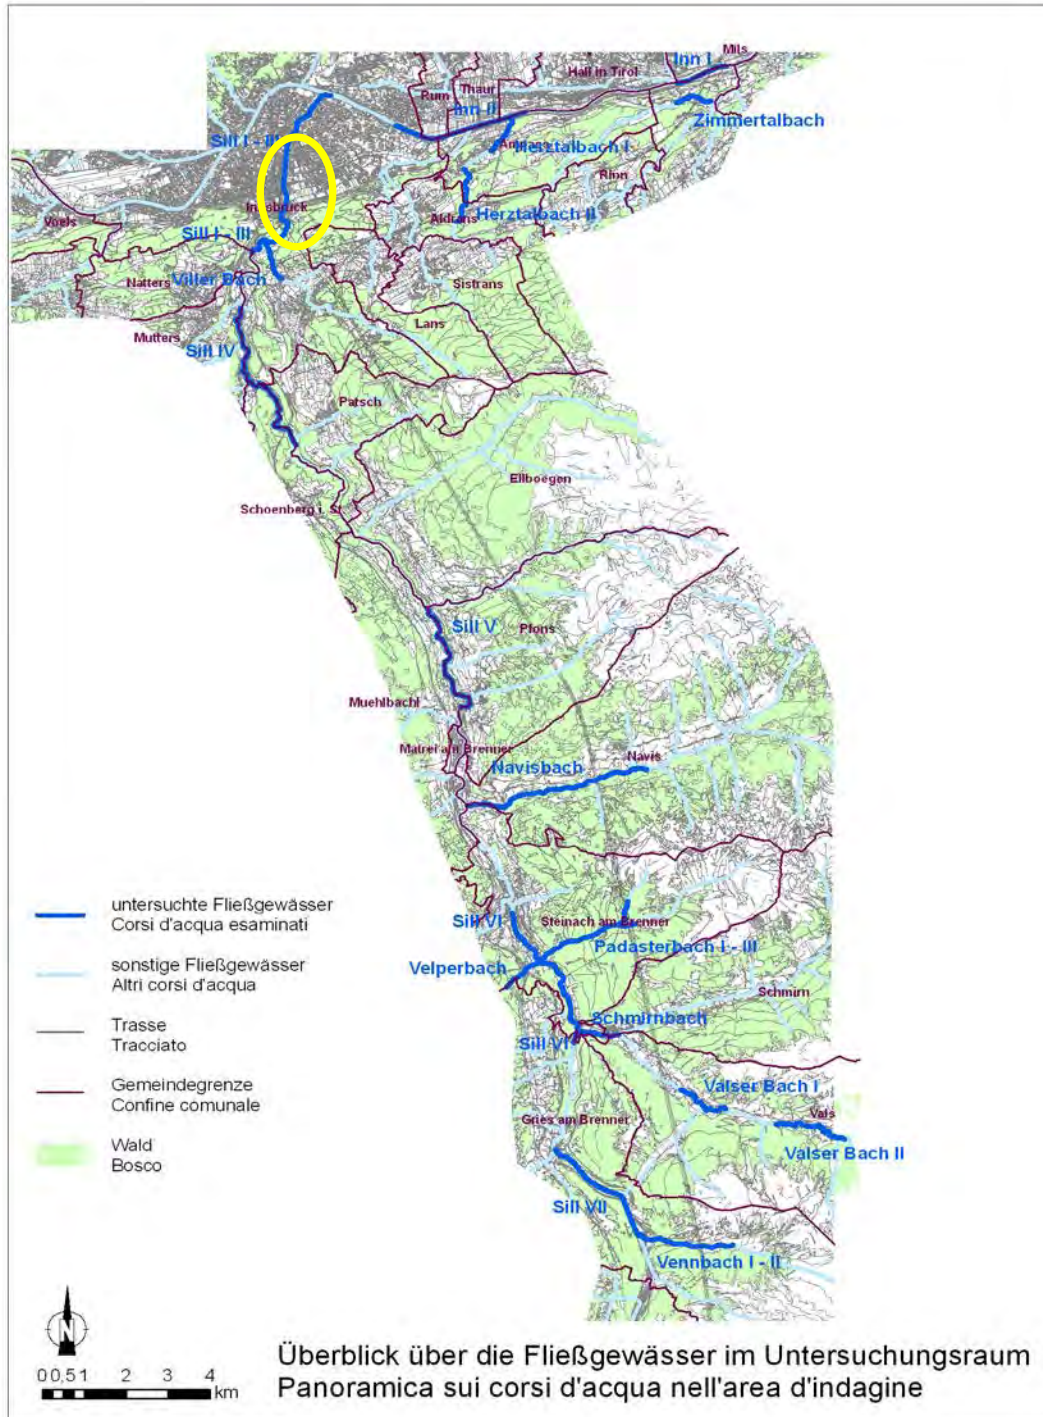 Mils
Inn I
Hall in Tirol
Thaur
Rum
Inn II
Zimmertalbach
Sill I - III
Herztalbach I
Rinn
Innsbruck
Voels
Aldrans
Herztalbach II
Sill I - III
Natters
Viller Bach
Sistrans
Lans
Mutters
Sill IV
Patsch
Ellboegen
Schoenberg i. St.
Sill V
Pfons
Muehlbachl
Matrei am Brenner
Navis
Navisbach
untersuchte Fließgewässer
Corsi d'acqua esaminati
Sill VI
Steinach am Brenner
Padasterbach I - III
Velperbach
sonstige Fließgewässer
Altri corsi d'acqua
Schmirn
Schmirnbach
Sill VI
Trasse
Tracciato
Gemeindegrenze
Confine comunale
Valser Bach I
Vals
Gries am Brenner
Valser Bach II
Wald
Bosco
Sill VII
Vennbach I - II
N
0 0,5 1 2 3 4
km
Überblick über die Fließgewässer im Untersuchungsraum
Panoramica sui corsi d'acqua nell'area d'indagine